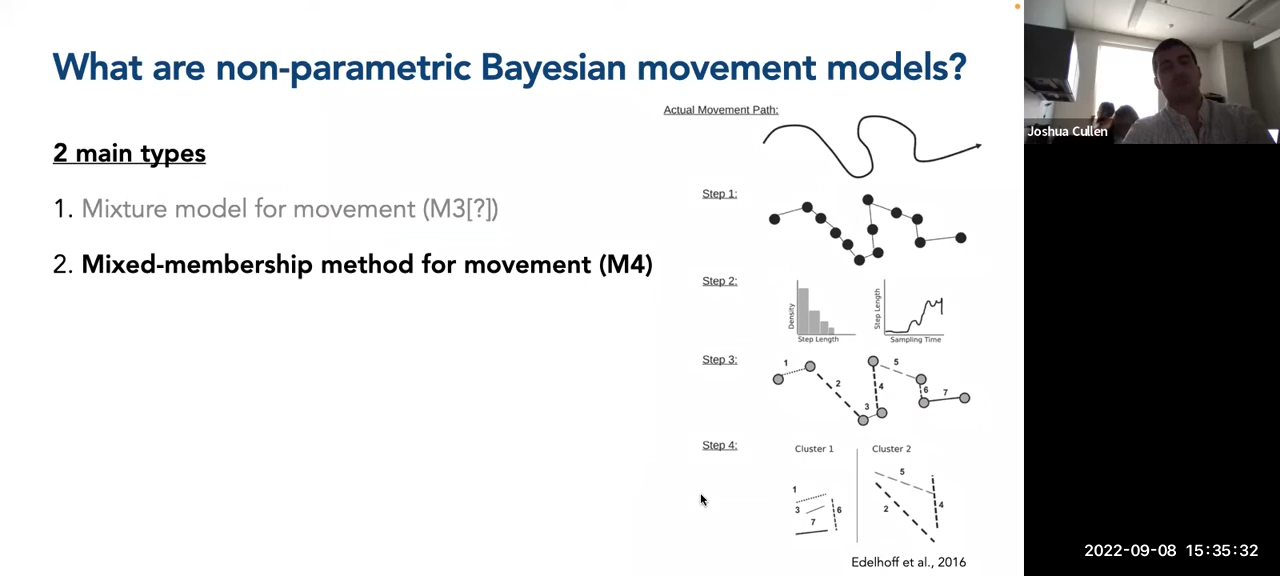 What are non-parametric Bayesian movement models?
2 main types
1. Mixture model for movement (M3[?])
2. Mixed-membership method for movement (M4)
Actual Movement Path:
Step 1:
Step 2:
Density
Step Length
Step Length
Sampling Time
Step 3:
1
2
3
4
5
6
7
Step 4:
Cluster 1
Cluster 2
1
3
6
7
5
4
2
Edelhoff et al., 2016
Joshua Cullen
2022-09-08 15:35:32